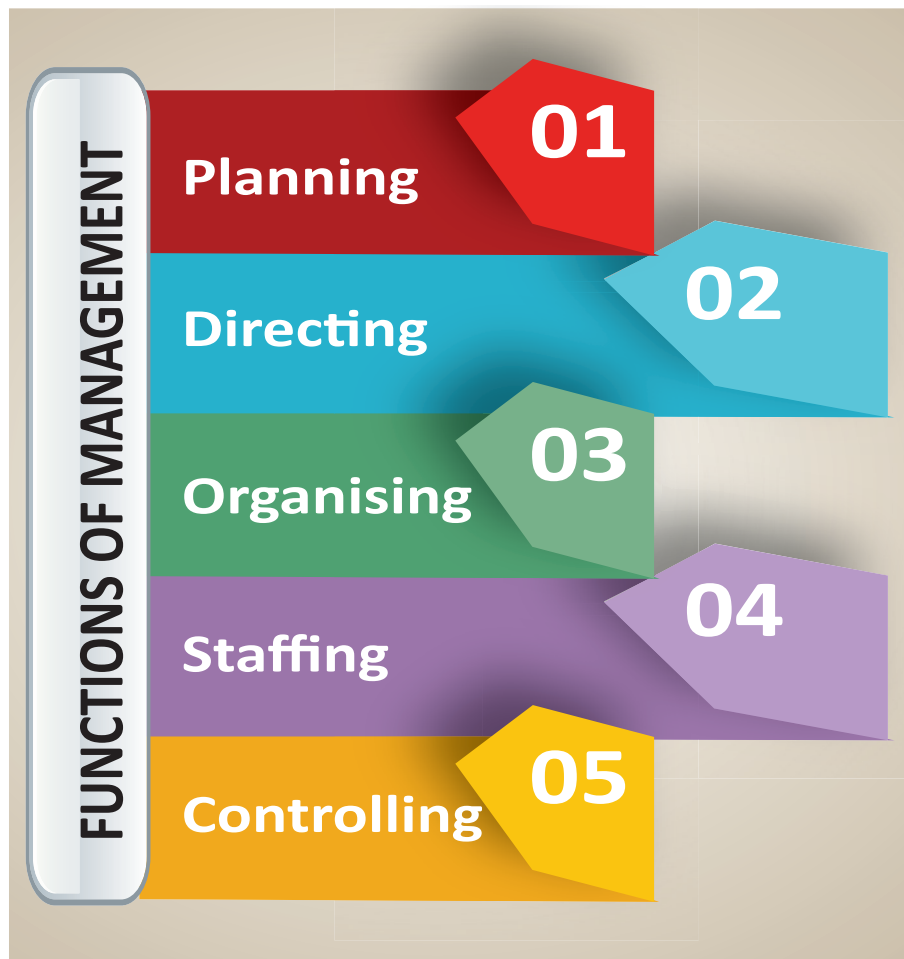 FUNCTIONS OF MANAGEMENT
Planning
01
Directing
02
Organising
03
Staffing
04
Controlling
05